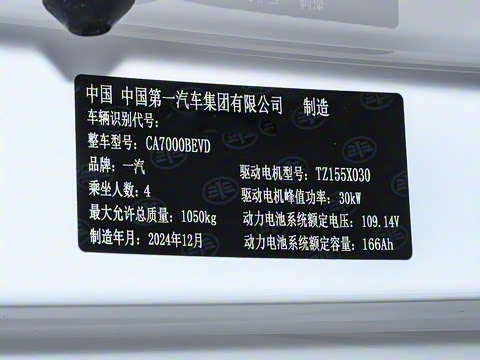 中国 中国第一汽车集团有限公司 制造
车辆识别代号：
整车型号：CA7000BEVD
品牌：一汽 驱动电机型号：TZ155X030
乘坐人数：4 驱动电机峰值功率：30kW
最大允许总质量：1050kg 动力电池系统额定电压：109.14V
制造年月：2024年12月 动力电池系统额定容量：166Ah